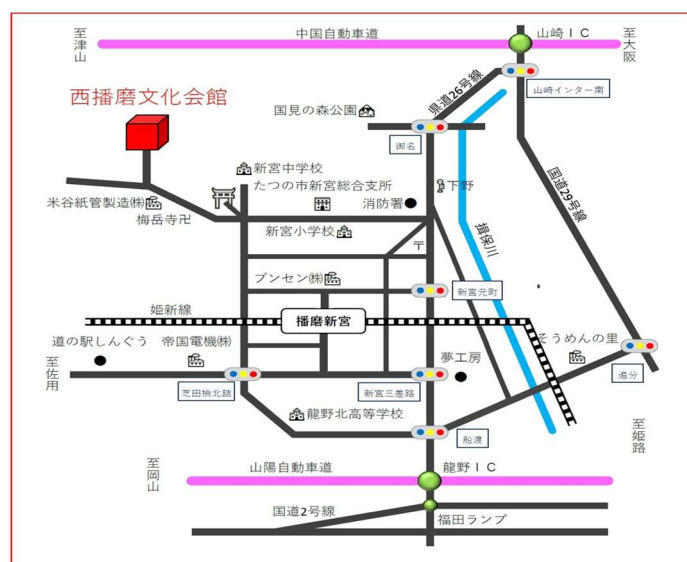 至津山
中国自動車道
山崎ＩＣ
至大阪
西播磨文化会館
国見の森公園
県道26号線
山崎インター南
御名
新宮中学校
たつの市新宮総合支所
下野
消防署
国道29号線
米谷紙管製造㈱
梅岳寺卍
新宮小学校
〒
揖保川
ブンセン㈱
新宮元町
姫新線
播磨新宮
道の駅しんぐう
帝国電機㈱
夢工房
そうめんの里
至佐用
芝田橋北詰
新宮三差路
追分
龍野北高等学校
船渡
至姫路
至岡山
山陽自動車道
龍野ＩＣ
国道2号線
福田ランプ